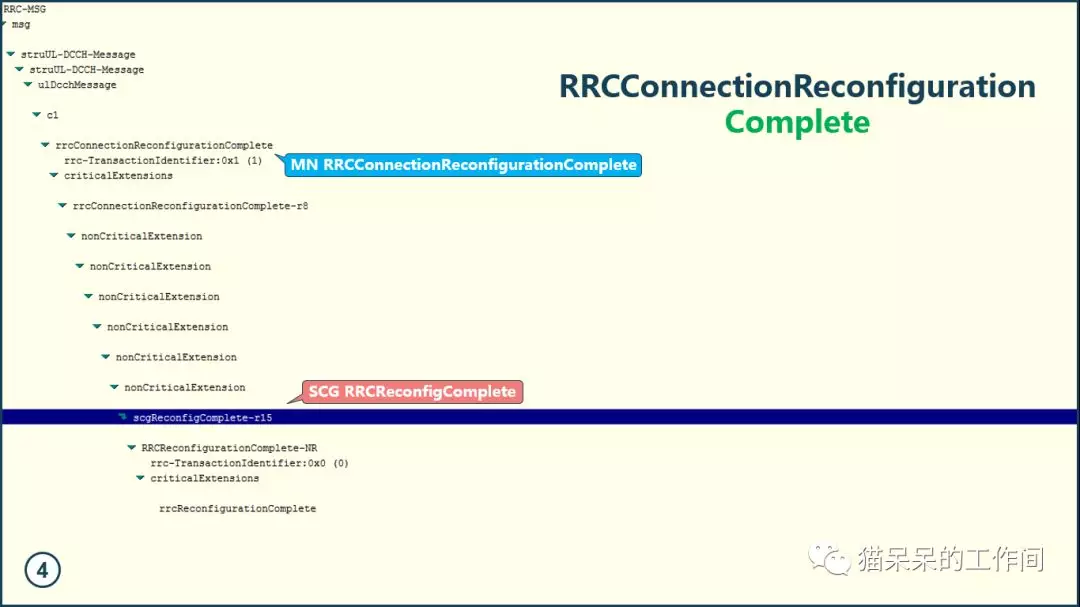 RRC-MSG
msg
struUL-DCCH-Message
struUL-DCCH-Message
ulDcchMessage
RRCConnectionReconfiguration
Complete
c1
rrcConnectionReconfigurationComplete
rrc-TransactionIdentifier:0x1 (1)
MN RRCConnectionReconfigurationComplete
criticalExtensions
rrcConnectionReconfigurationComplete-r8
nonCriticalExtension
nonCriticalExtension
nonCriticalExtension
nonCriticalExtension
nonCriticalExtension
nonCriticalExtension
SCG RRCReconfigComplete
scgReconfigComplete-r15
RRCReconfigurationComplete-NR
rrc-TransactionIdentifier:0x0 (0)
criticalExtensions
rrcReconfigurationComplete
4
猫呆呆的工作间